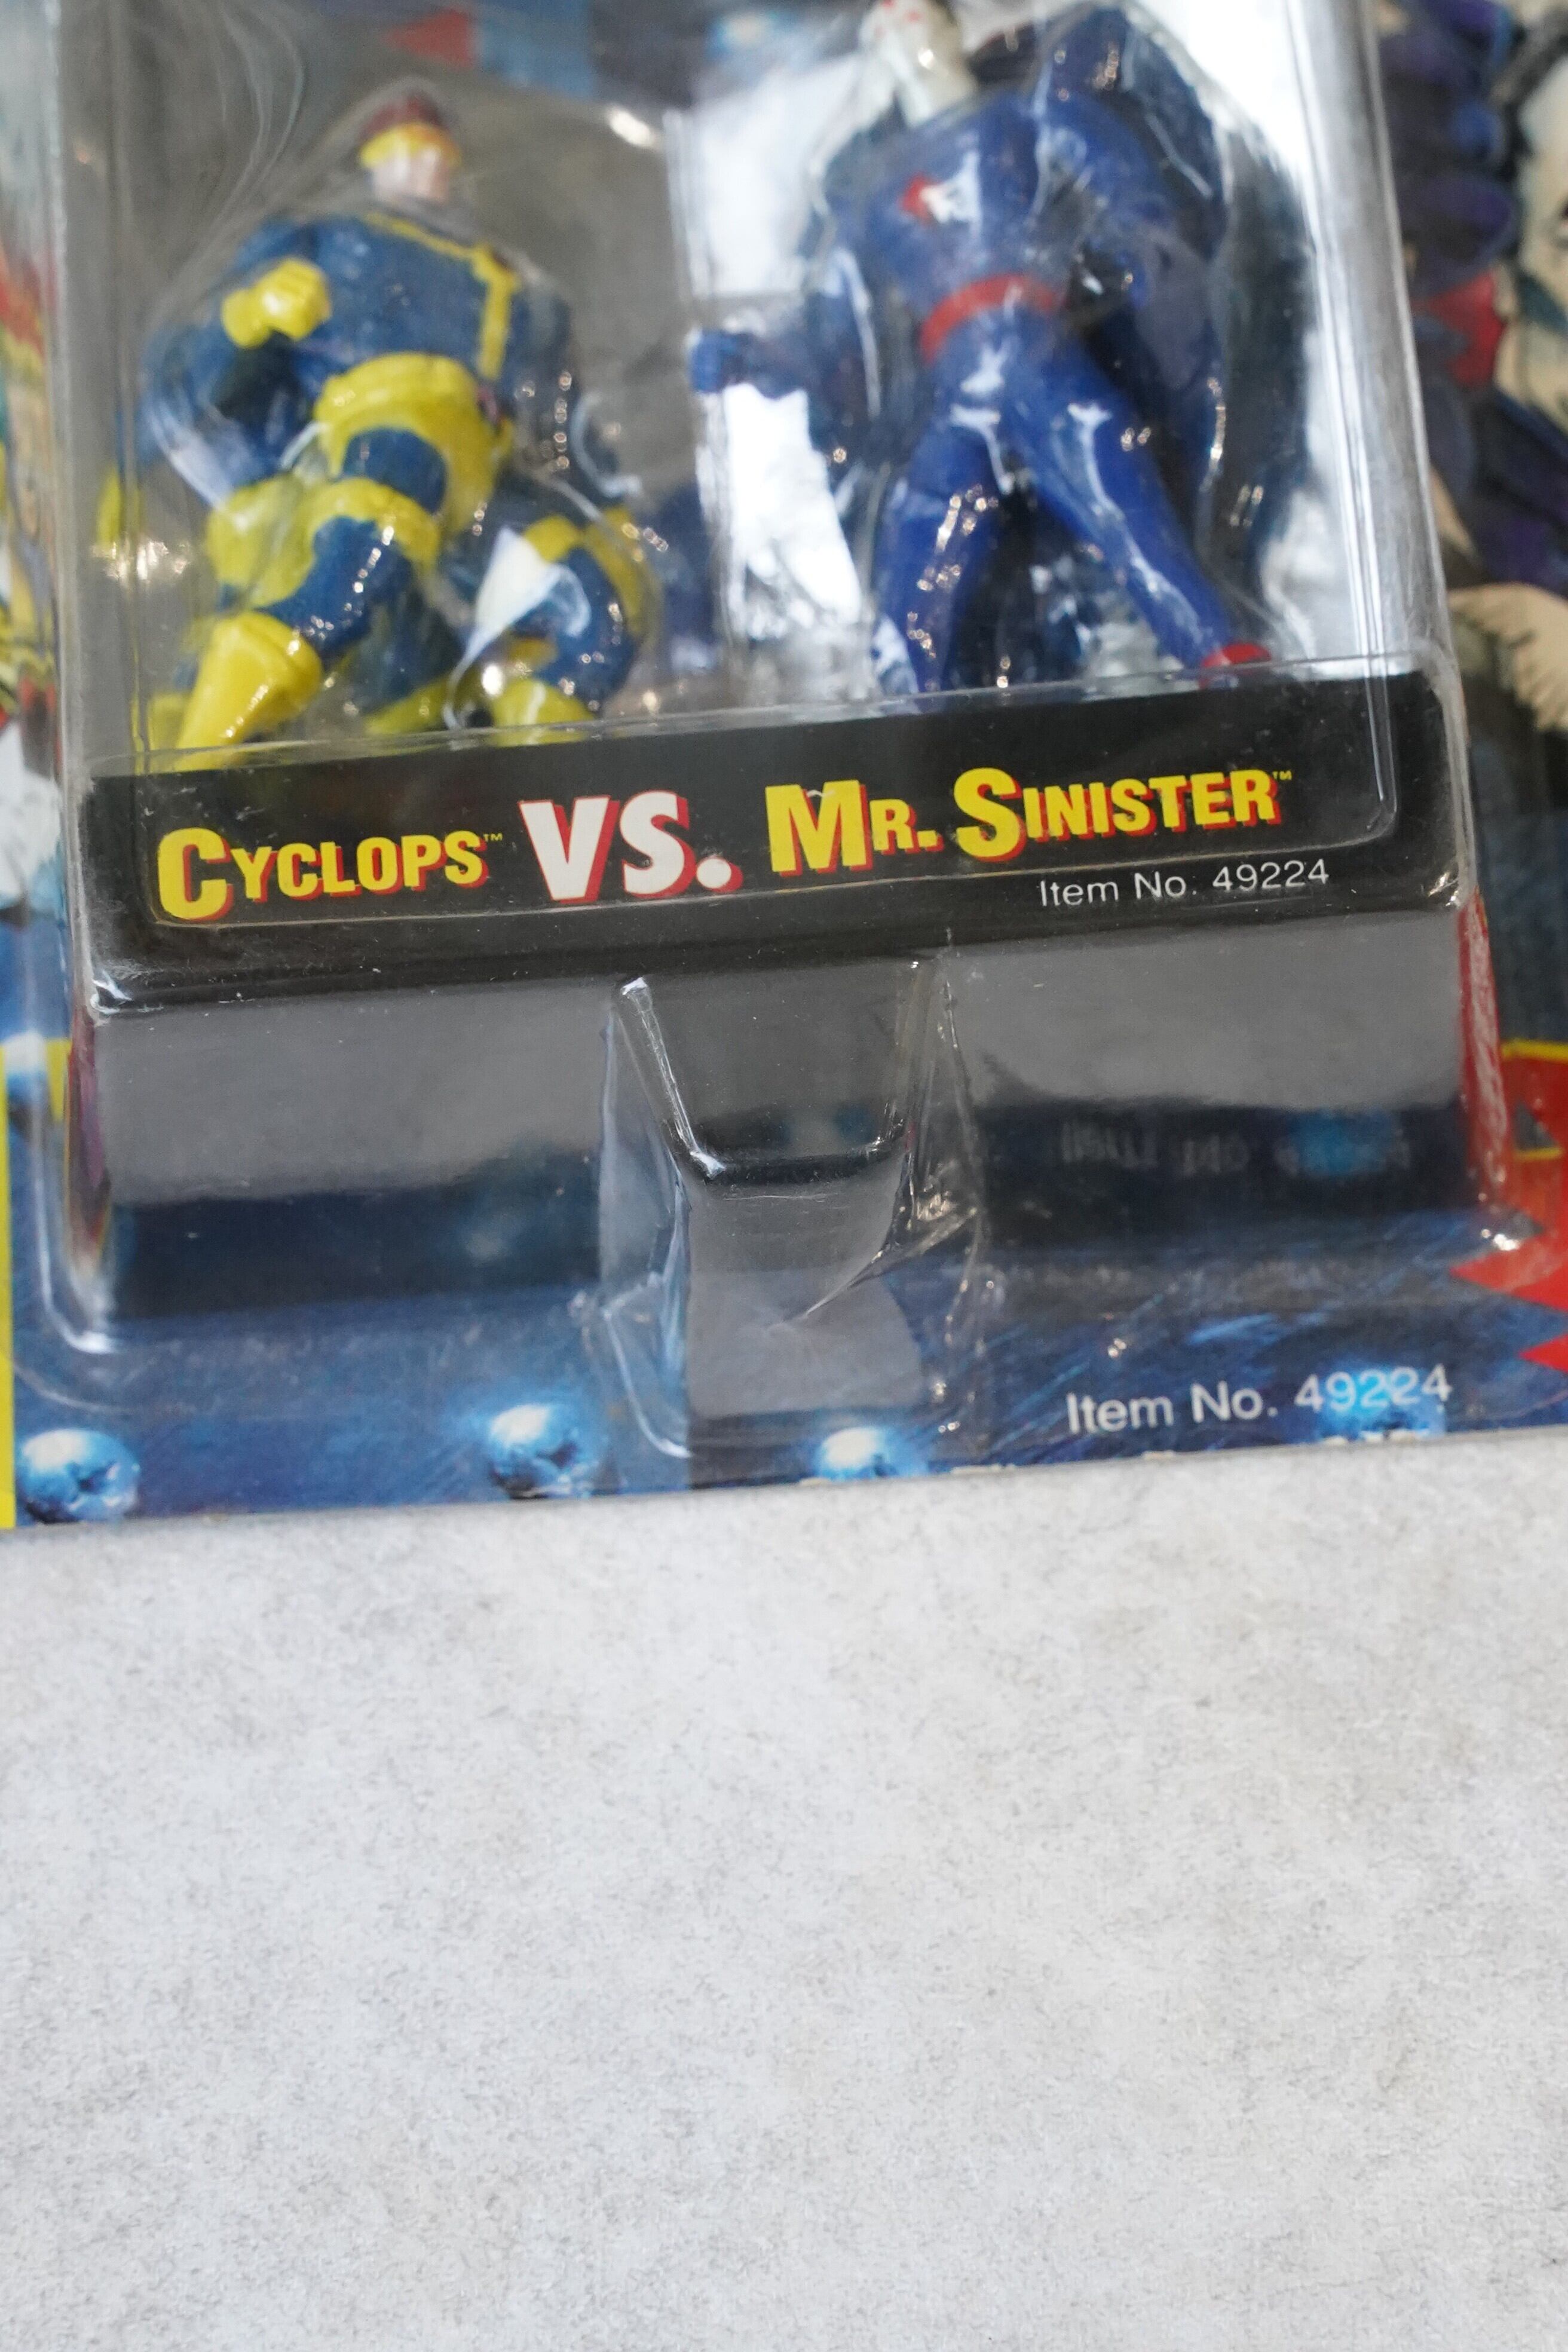 CYCLOPS™ VS. MR. SINISTER™
Item No. 49224
Item No. 49224